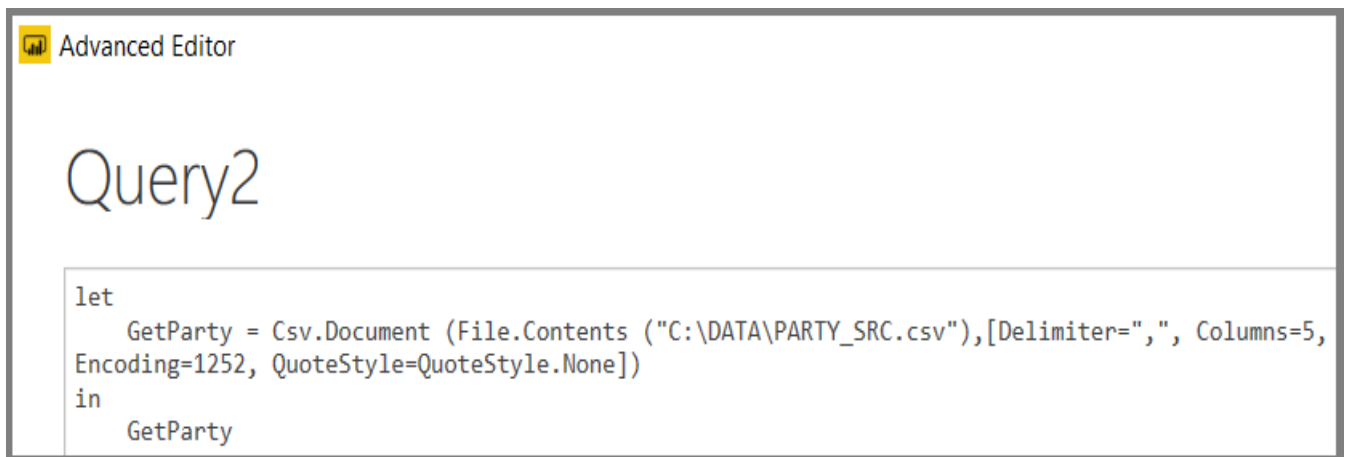 Advanced Editor
Query2
let
    GetParty = Csv.Document (File.Contents ("C:\DATA\PARTY_SRC.csv"),[Delimiter=",", Columns=5,
Encoding=1252, QuoteStyle=QuoteStyle.None])
in
    GetParty